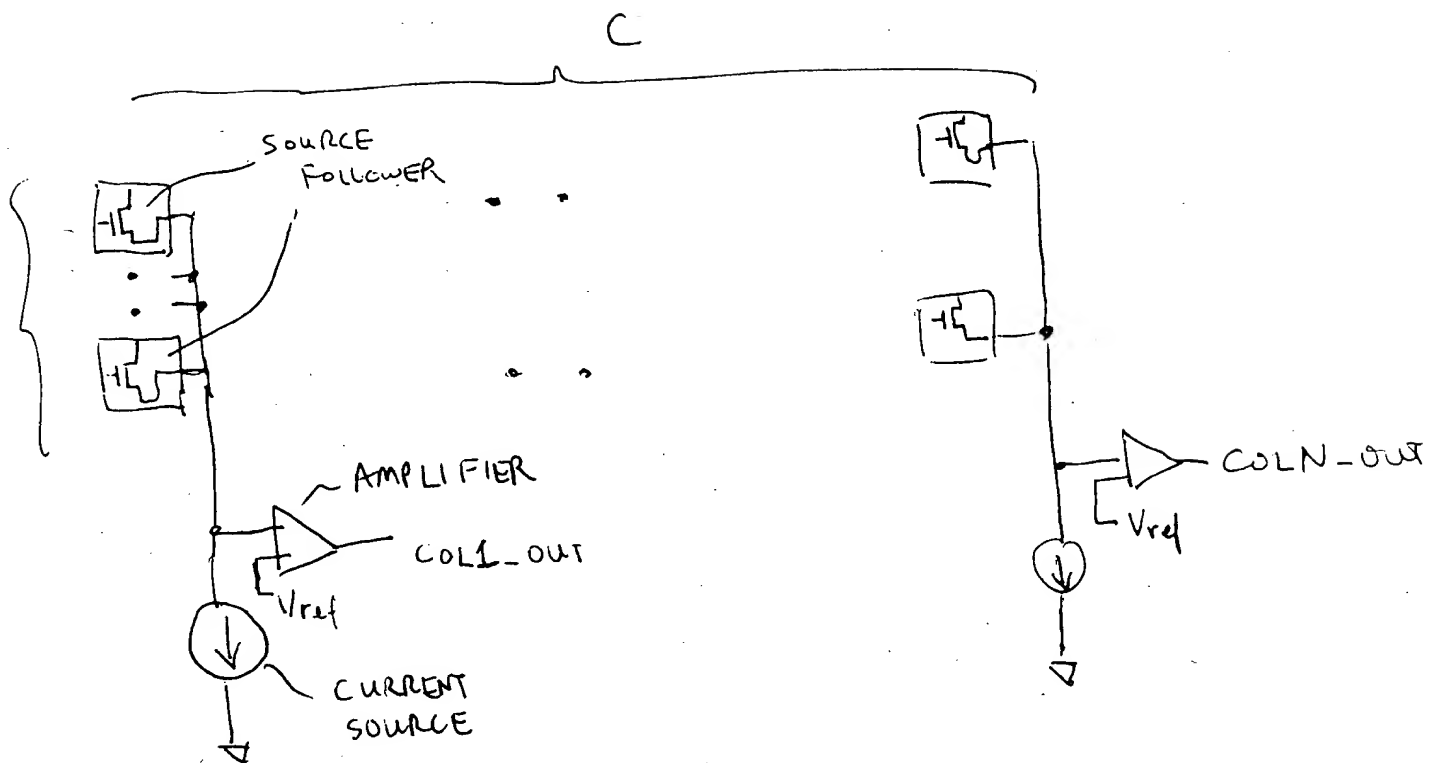 C
SOURCE
FOLLOWER
AMPLIFIER
COL1_OUT
Vref
CURRENT
SOURCE
COLN_OUT
Vref